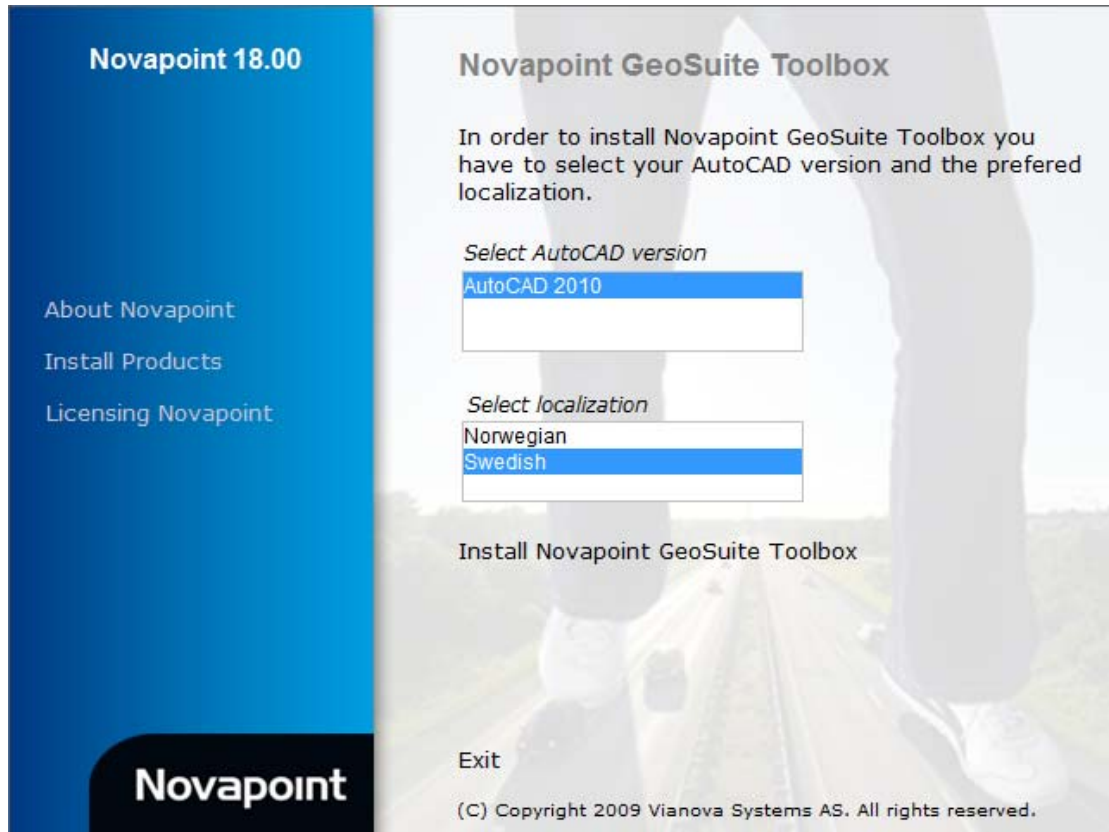 Novapoint 18.00
About Novapoint
Install Products
Licensing Novapoint
Novapoint
Novapoint GeoSuite Toolbox
In order to install Novapoint GeoSuite Toolbox you
have to select your AutoCAD version and the prefered
localization.
Select AutoCAD version
AutoCAD 2010
Select localization
Norwegian
Swedish
Install Novapoint GeoSuite Toolbox
Exit
(C) Copyright 2009 Vianova Systems AS. All rights reserved.